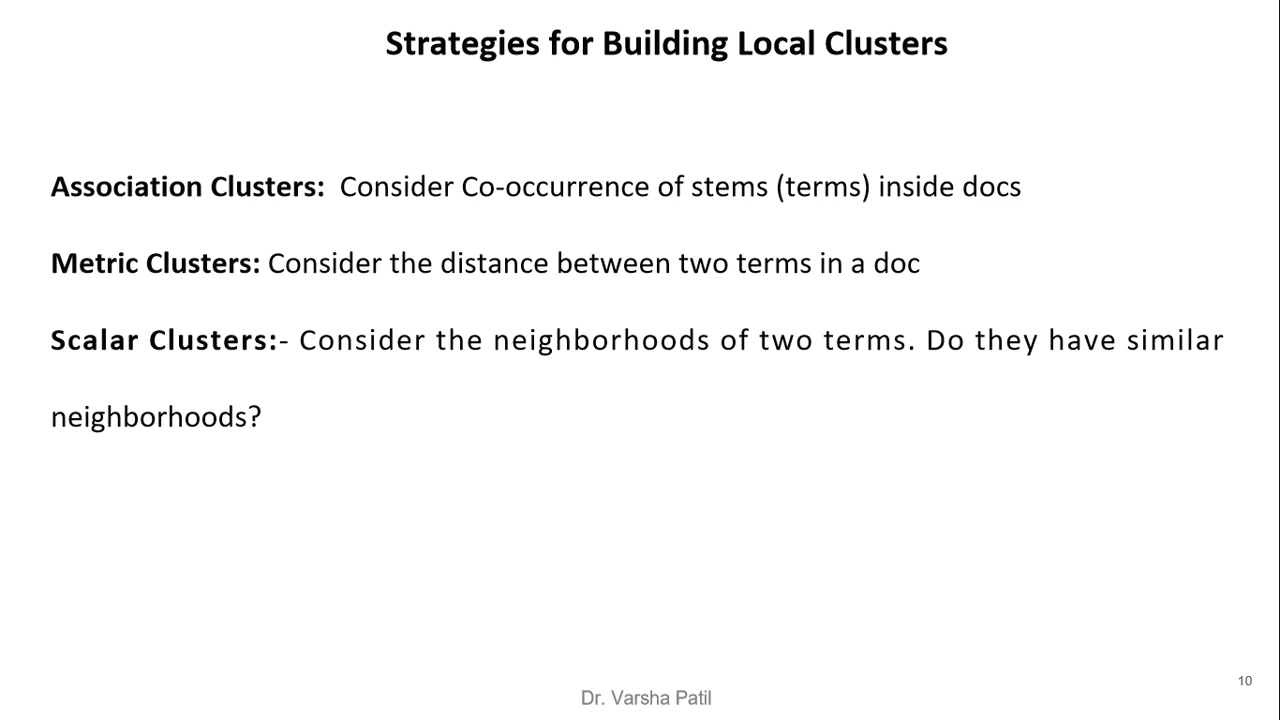 Strategies for Building Local Clusters
Association Clusters: Consider Co-occurrence of stems (terms) inside docs
Metric Clusters: Consider the distance between two terms in a doc
Scalar Clusters:- Consider the neighborhoods of two terms. Do they have similar
neighborhoods?
10
Dr. Varsha Patil